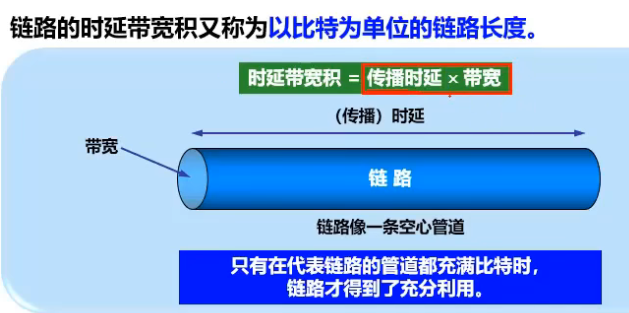 链路的时延带宽积又称为以比特为单位的链路长度。
时延带宽积 = 传播时延 × 带宽
（传播）时延
带宽
链 路
链路像一条空心管道
只有在代表链路的管道都充满比特时，
链路才得到了充分利用。